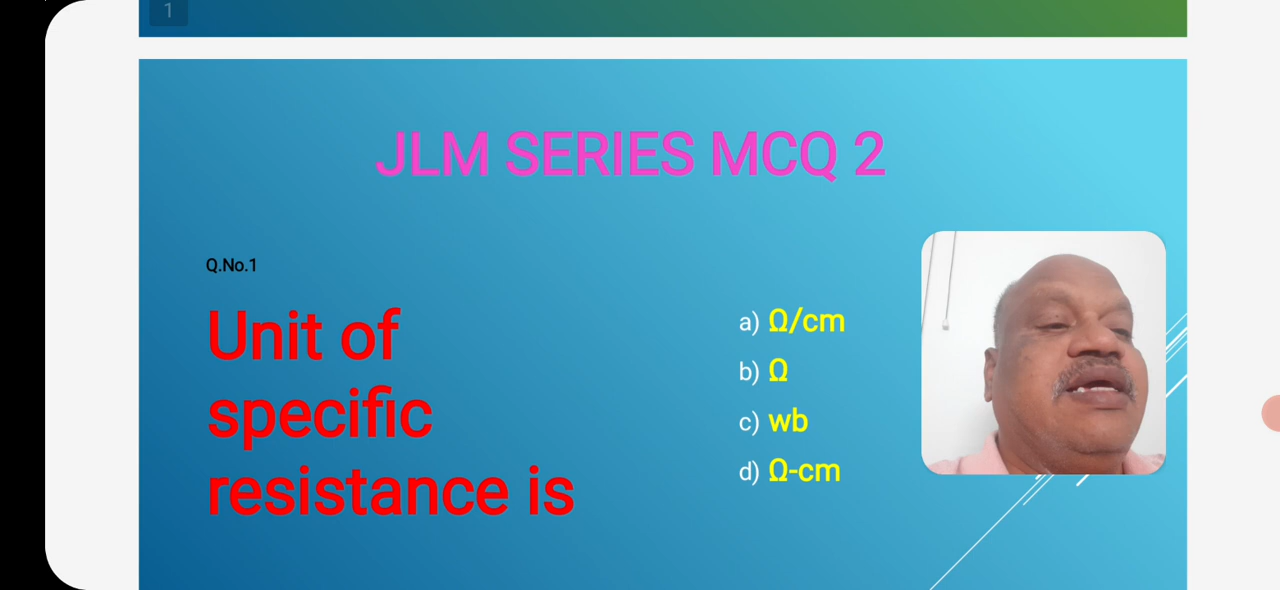 1
JLM SERIES MCQ 2
Q.No.1
Unit of
specific
resistance is
a) Ω/cm
b) Ω
c) wb
d) Ω-cm